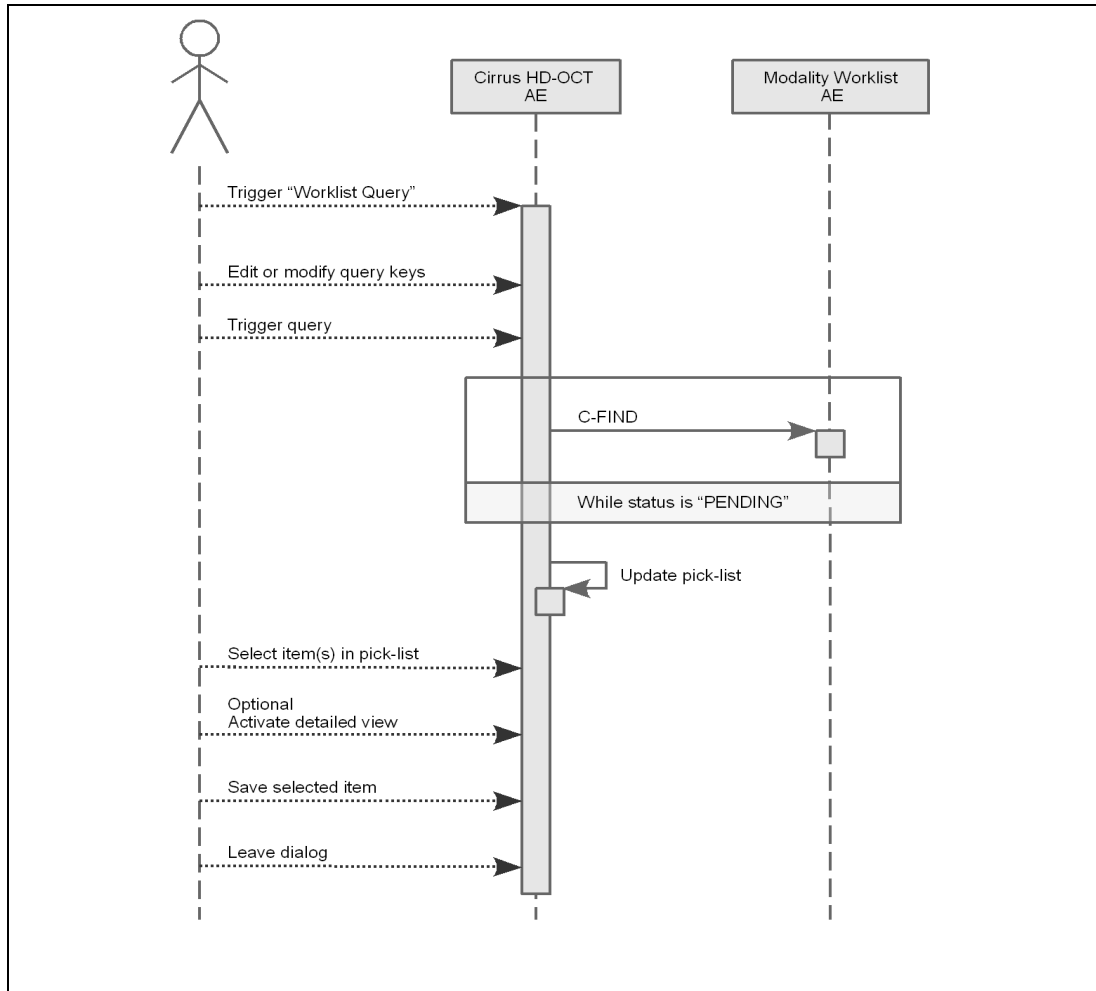 Cirrus HD-OCT
AE
Modality Worklist
AE
Trigger “Worklist Query”
Edit or modify query keys
Trigger query
C-FIND
While status is “PENDING”
Update pick-list
Select item(s) in pick-list
Optional
Activate detailed view
Save selected item
Leave dialog